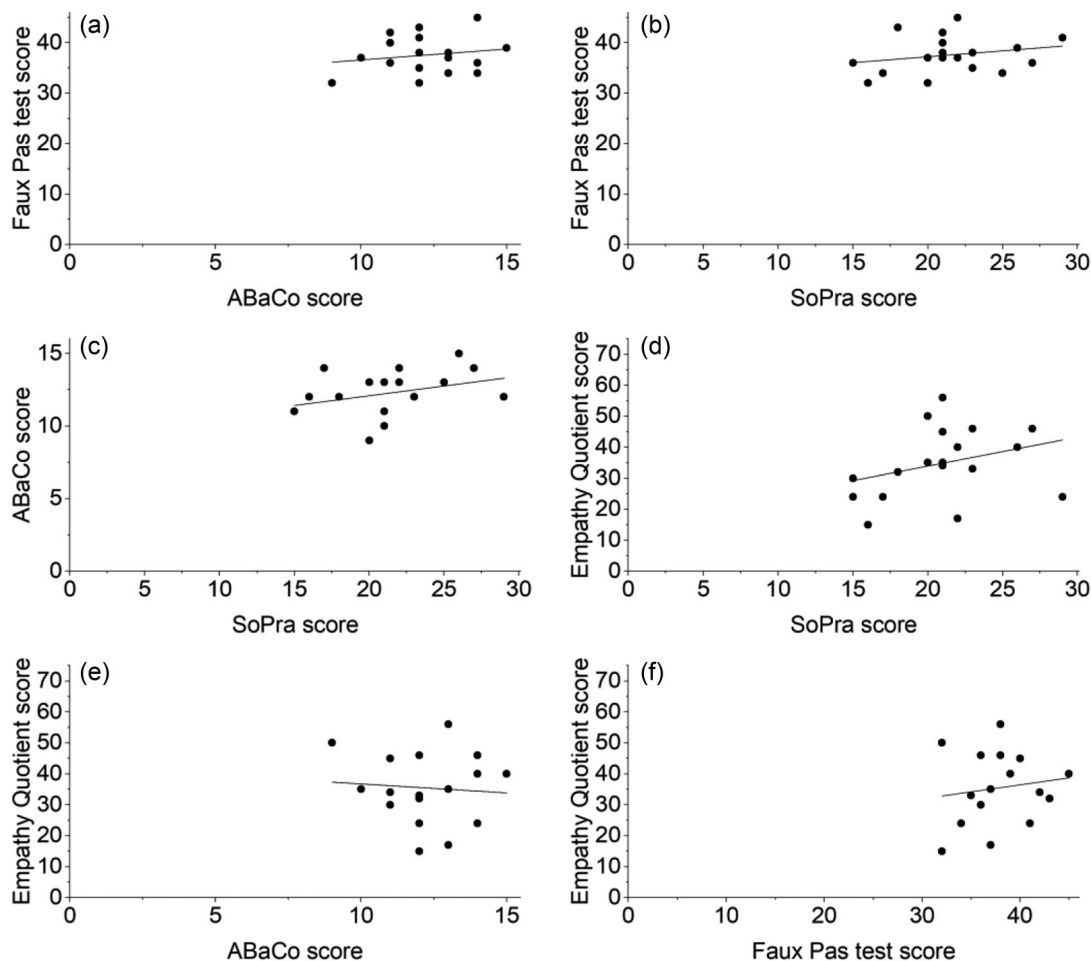 (a)
Faux Pas test score
40
30
20
10
0
0 5 10 15
ABaCo score
(b)
Faux Pas test score
40
30
20
10
0
0 5 10 15 20 25 30
SoPra score
(c)
ABaCo score
15
10
5
0
0 5 10 15 20 25 30
SoPra score
(d)
Empathy Quotient score
70
60
50
40
30
20
10
0
0 5 10 15 20 25 30
SoPra score
(e)
Empathy Quotient score
70
60
50
40
30
20
10
0
0 5 10 15
ABaCo score
(f)
Empathy Quotient score
70
60
50
40
30
20
10
0
0 10 20 30 40
Faux Pas test score